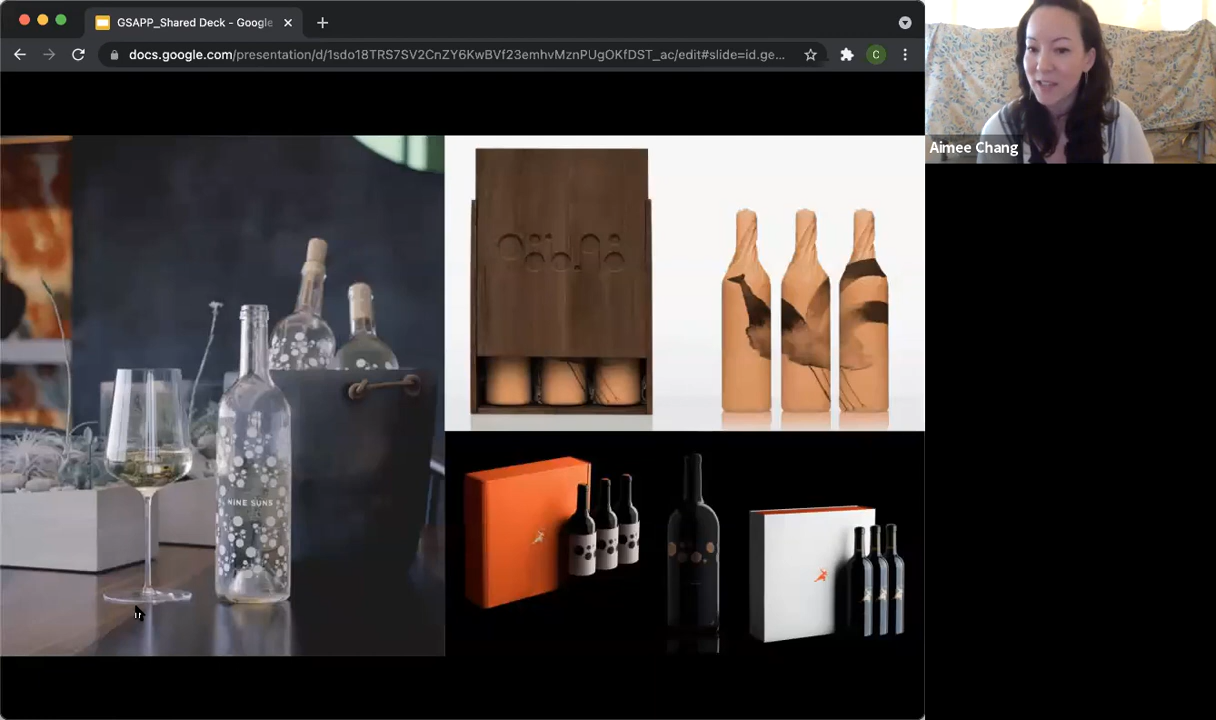 GSAPP_Shared Deck - Google
docs.google.com/presentation/d/1sdo18TRS7SV2CnZY6KwBVf23emhvMznPUgOKfDST_ac/edit#slide=id.ge...
C
Aimee Chang
NINE SUNS